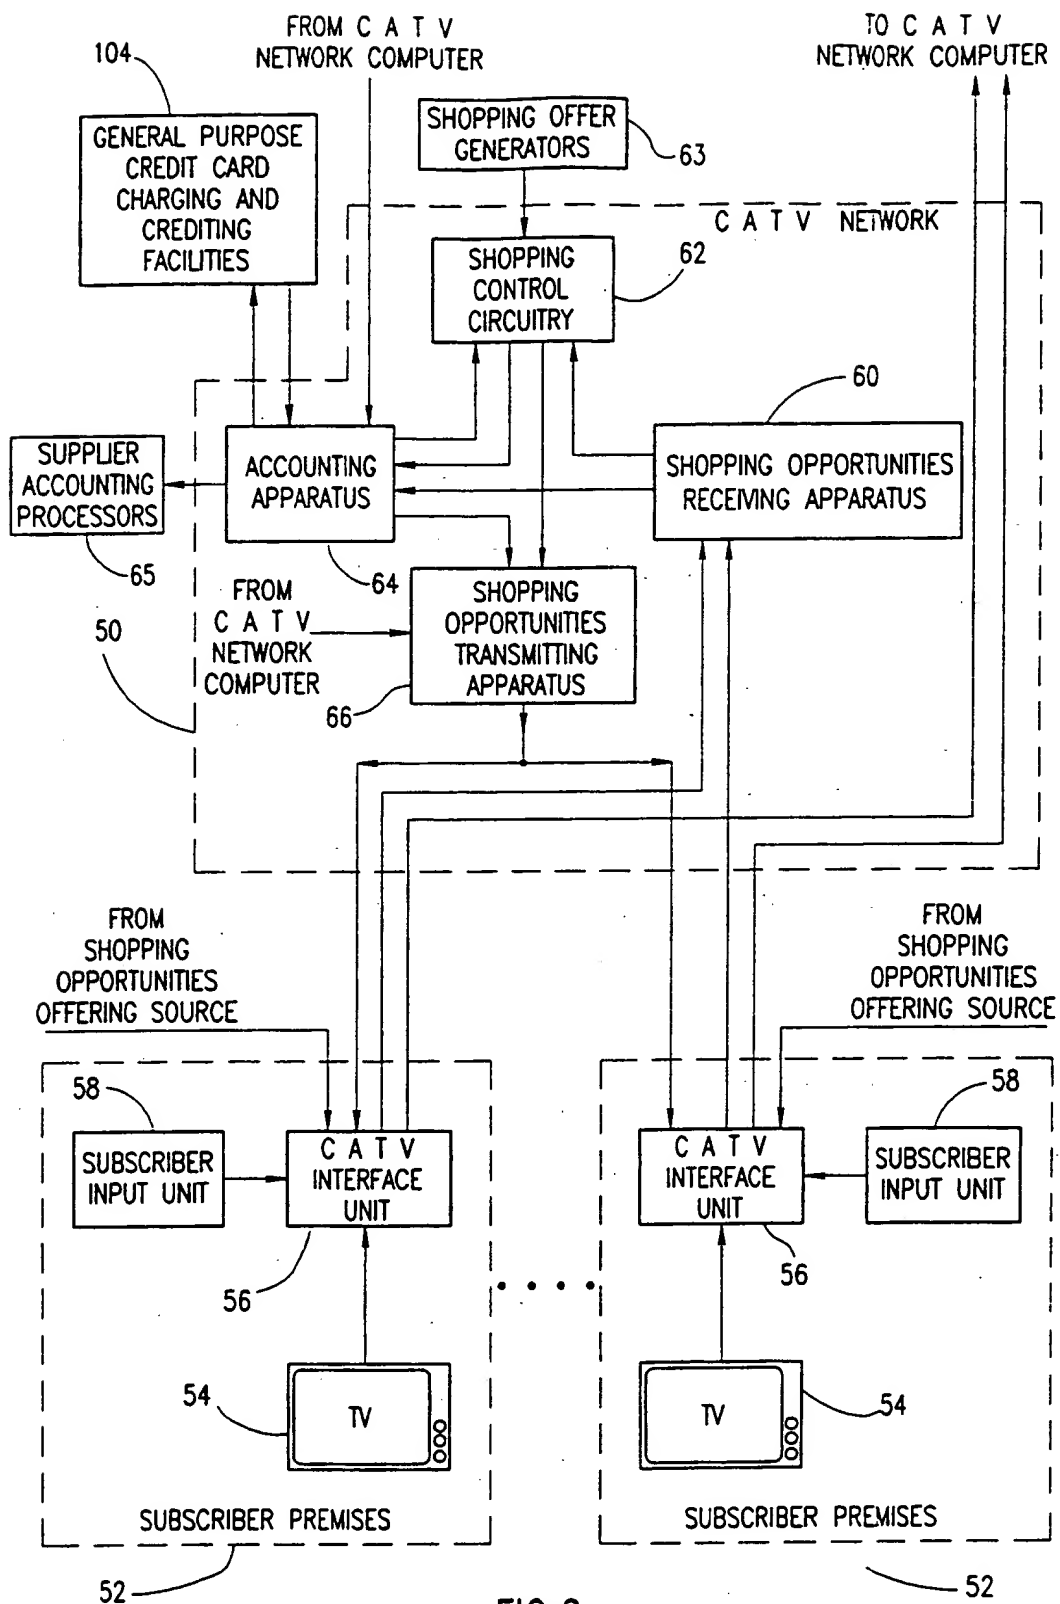 FROM C A T V
NETWORK COMPUTER
TO C A T V
NETWORK COMPUTER
104
GENERAL PURPOSE
CREDIT CARD
CHARGING AND
CREDITING
FACILITIES
SHOPPING OFFER
GENERATORS
63
C A T V NETWORK
SHOPPING
CONTROL
CIRCUITRY
62
60
SUPPLIER
ACCOUNTING
PROCESSORS
65
ACCOUNTING
APPARATUS
64
SHOPPING OPPORTUNITIES
RECEIVING APPARATUS
FROM
C A T V
NETWORK
COMPUTER
50
SHOPPING
OPPORTUNITIES
TRANSMITTING
APPARATUS
66
FROM
SHOPPING
OPPORTUNITIES
OFFERING SOURCE
FROM
SHOPPING
OPPORTUNITIES
OFFERING SOURCE
58
SUBSCRIBER
INPUT UNIT
C A T V
INTERFACE
UNIT
56
54
TV
SUBSCRIBER PREMISES
52
C A T V
INTERFACE
UNIT
56
58
SUBSCRIBER
INPUT UNIT
TV
54
SUBSCRIBER PREMISES
52